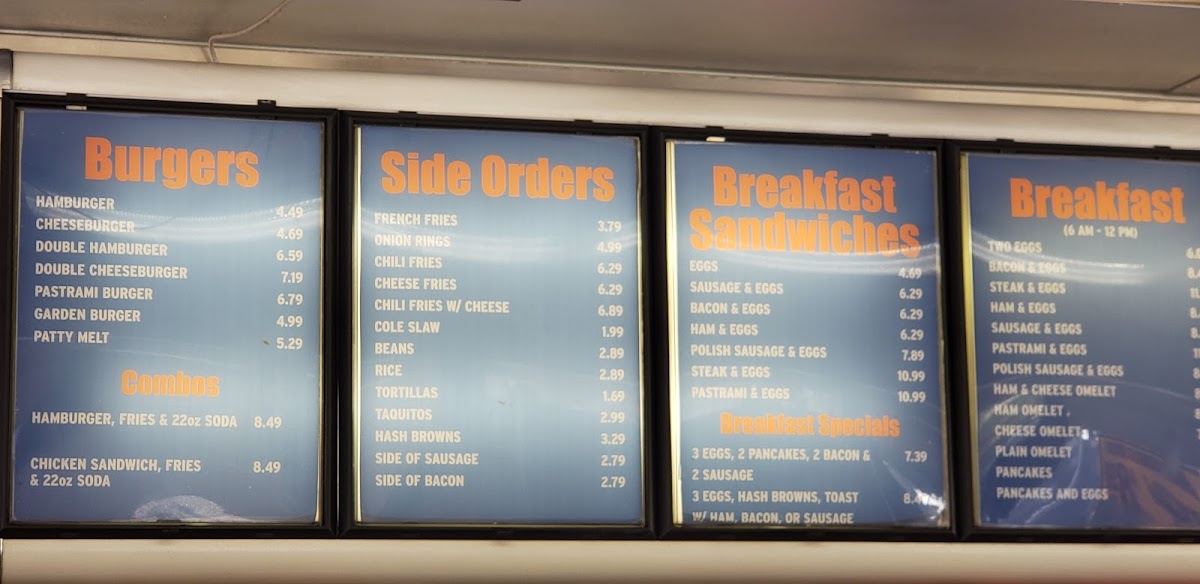 Burgers
HAMBURGER 4.49
CHEESEBURGER 4.69
DOUBLE HAMBURGER 6.59
DOUBLE CHEESEBURGER 7.19
PASTRAMI BURGER 6.79
GARDEN BURGER 4.99
PATTY MELT 5.29
Combos
HAMBURGER, FRIES & 22oz SODA 8.49
CHICKEN SANDWICH, FRIES 8.49
& 22oz SODA
Side Orders
FRENCH FRIES 3.79
ONION RINGS 4.99
CHILI FRIES 6.29
CHEESE FRIES 6.29
CHILI FRIES W/ CHEESE 6.89
COLE SLAW 1.99
BEANS 2.89
RICE 2.89
TORTILLAS 1.69
TAQUITOS 2.99
HASH BROWNS 3.29
SIDE OF SAUSAGE 2.79
SIDE OF BACON 2.79
Breakfast
Sandwiches
EGGS 4.69
SAUSAGE & EGGS 6.29
BACON & EGGS 6.29
HAM & EGGS 6.29
POLISH SAUSAGE & EGGS 7.89
STEAK & EGGS 10.99
PASTRAMI & EGGS 10.99
Breakfast Specials
3 EGGS, 2 PANCAKES, 2 BACON & 7.39
2 SAUSAGE
3 EGGS, HASH BROWNS, TOAST
W/ HAM, BACON, OR SAUSAGE
Breakfast
(6 AM - 12 PM)
TWO EGGS
BACON & EGGS
STEAK & EGGS
HAM & EGGS
SAUSAGE & EGGS
PASTRAMI & EGGS
POLISH SAUSAGE & EGGS
HAM & CHEESE OMELET
HAM OMELET
CHEESE OMELET
PLAIN OMELET
PANCAKES
PANCAKES AND EGGS